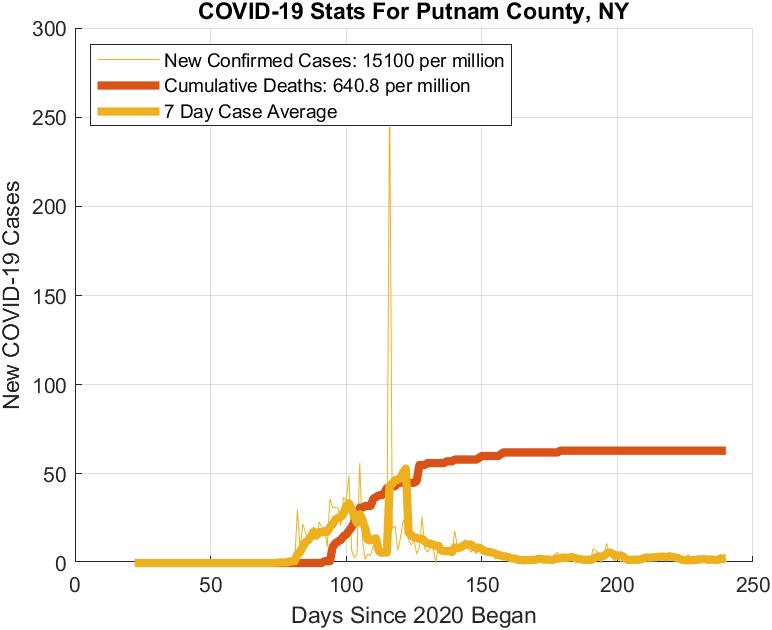 COVID-19 Stats For Putnam County, NY
300
New Confirmed Cases: 15100 per million
Cumulative Deaths: 640.8 per million
7 Day Case Average
250
200
150
100
50
0
New COVID-19 Cases
0 50 100 150 200 250
Days Since 2020 Began